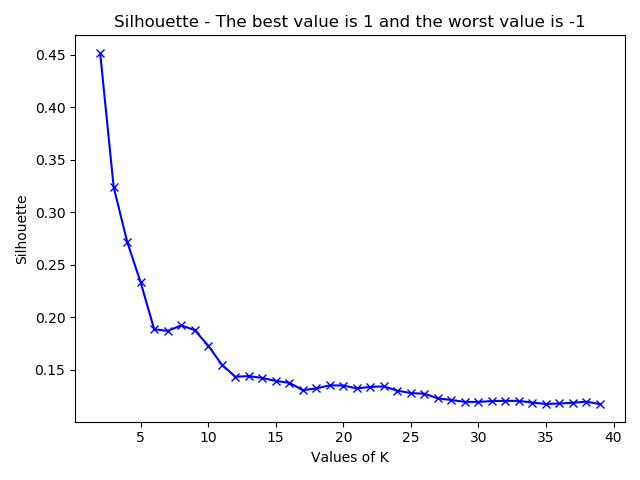 Silhouette - The best value is 1 and the worst value is -1
0.45
0.40
0.35
0.30
0.25
0.20
0.15
Silhouette
5 10 15 20 25 30 35 40
Values of K